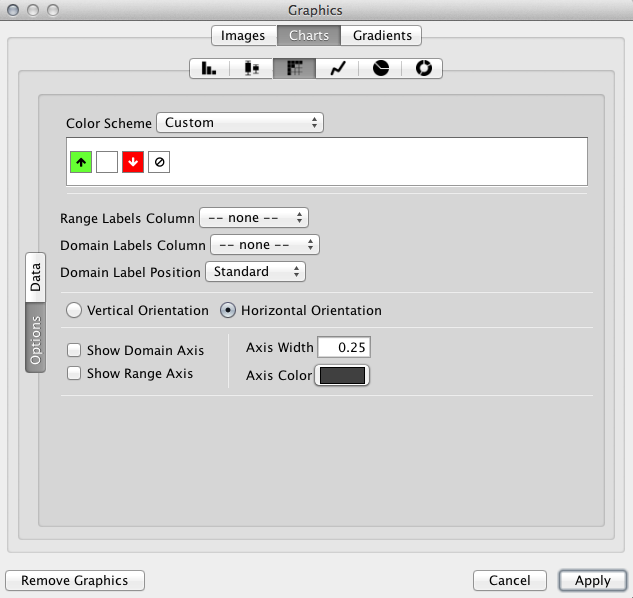 Graphics
Images Charts Gradients
Color Scheme Custom
Range Labels Column -- none --
Domain Labels Column -- none --
Domain Label Position Standard
Data
Options
Vertical Orientation Horizontal Orientation
Show Domain Axis Axis Width 0.25
Show Range Axis Axis Color
Remove Graphics Cancel Apply